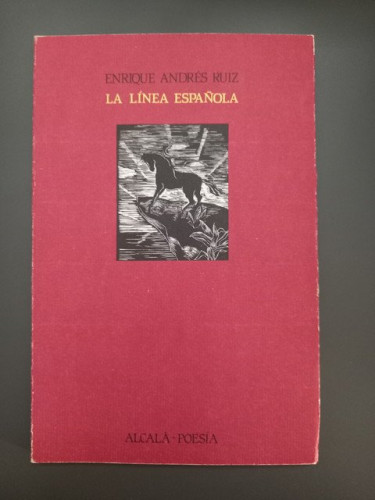 ENRIQUE ANDRÉS RUIZ
LA LÍNEA ESPAÑOLA
ALCALÁ-POESÍA